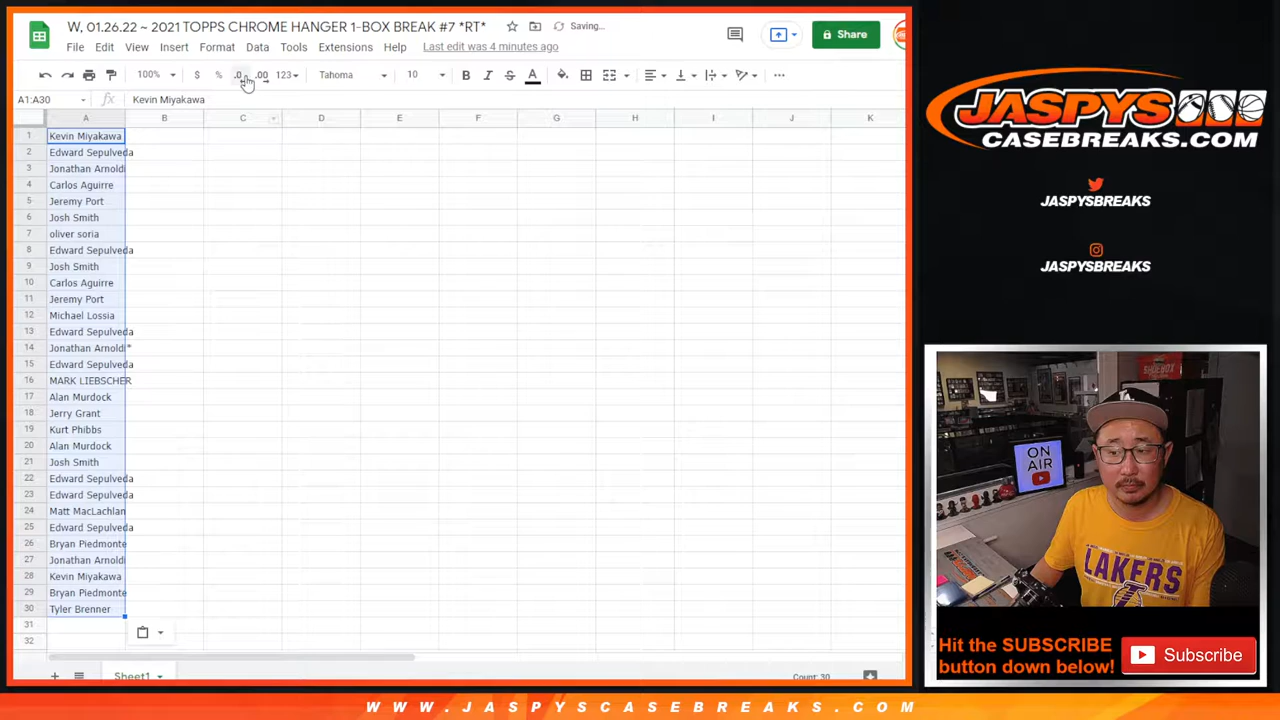 W, 01.26.22 ~ 2021 TOPPS CHROME HANGER 1-BOX BREAK #7 *RT*
Saving...
Share
File Edit View Insert Format Data Tools Extensions Help Last edit was 4 minutes ago
100% $ % .0 .00 123 Tahoma 10 B I S A
A1:A30 fx Kevin Miyakawa
A B C D E F G H I J K
1 Kevin Miyakawa
2 Edward Sepulveda
3 Jonathan Arnoldi
4 Carlos Aguirre
5 Jeremy Port
6 Josh Smith
7 oliver soria
8 Edward Sepulveda
9 Josh Smith
10 Carlos Aguirre
11 Jeremy Port
12 Michael Lossia
13 Edward Sepulveda
14 Jonathan Arnoldi*
15 Edward Sepulveda
16 MARK LIEBSCHER
17 Alan Murdock
18 Jerry Grant
19 Kurt Phibbs
20 Alan Murdock
21 Josh Smith
22 Edward Sepulveda
23 Edward Sepulveda
24 Matt MacLachlan
25 Edward Sepulveda
26 Bryan Piedmonte
27 Jonathan Arnoldi
28 Kevin Miyakawa
29 Bryan Piedmonte
30 Tyler Brenner
31
32
Sheet1
Count: 30
JASPYS
CASEBREAKS.COM
JASPYSBREAKS
JASPYSBREAKS
ON
AIR
LAKERS
Hit the SUBSCRIBE
button down below!
Subscribe
WWW.JASPYSCASEBREAKS.COM